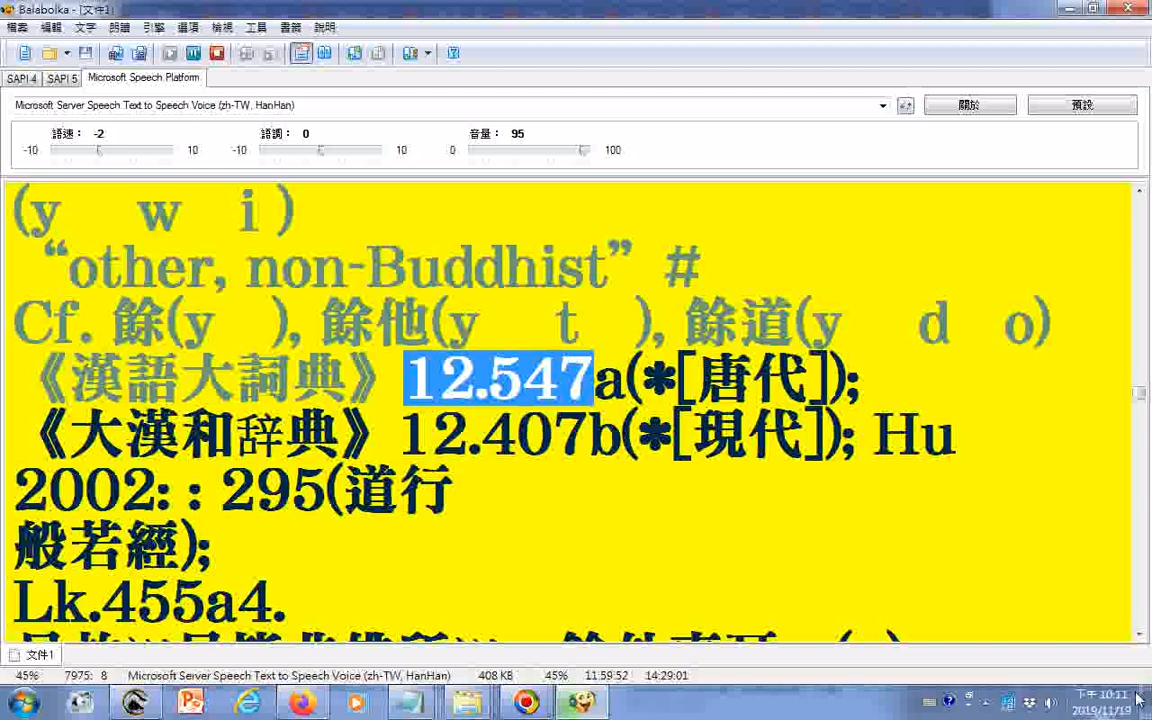 Balabolka - [文件1]
檔案 編輯 文字 朗讀 引擎 選項 檢視 工具 書籤 說明
SAPI 4 SAPI 5 Microsoft Speech Platform
Microsoft Server Speech Text to Speech Voice (zh-TW, HanHan) 關於 預設
語速： -2 語調： 0 音量： 95
-10 10 -10 10 0 100
(y w i )
“other, non-Buddhist” #
Cf. 餘(y ), 餘他(y t ), 餘道(y d o)
《漢語大詞典》 12.547a(*[唐代]);
《大漢和辞典》 12.407b(*[現代]); Hu
2002: : 295(道行
般若經);
Lk.455a4.
文件1
45% 7975: 8 Microsoft Server Speech Text to Speech Voice (zh-TW, HanHan) 408 KB 45% 11:59:52 14:29:01
下午 10:11
2019/11/19